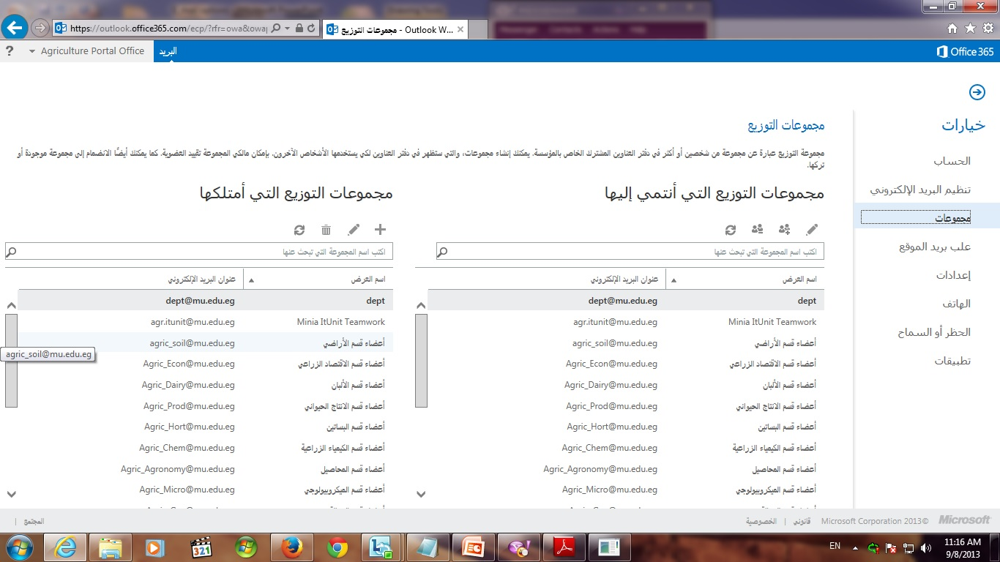 https://outlook.office365.com/ecp/?rfr=owa&owap
مجموعات التوزيع - Outlook W...
Agriculture Portal Office
البريد
Office 365
خيارات
الحساب
تنظيم البريد الإلكتروني
مجموعات
علب بريد الموقع
إعدادات
الهاتف
الحظر أو السماح
تطبيقات
مجموعات التوزيع
مجموعة التوزيع عبارة عن مجموعة من شخصين أو أكثر في دفتر العناوين المشترك الخاص بالمؤسسة. يمكنك إنشاء مجموعات، والتي ستظهر في دفتر العناوين لكي يستخدمها الأشخاص الآخرون. بإمكان مالكي المجموعة تقييد العضوية. كما يمكنك أيضًا الانضمام إلى مجموعة موجودة أو
تركها.
مجموعات التوزيع التي أنتمي إليها
اكتب اسم المجموعة التي تبحث عنها
اسم العرض عنوان البريد الإلكتروني
dept dept@mu.edu.eg
Minia ItUnit Teamwork agr.itunit@mu.edu.eg
أعضاء قسم الأراضي agric_soil@mu.edu.eg
أعضاء قسم الاقتصاد الزراعي Agric_Econ@mu.edu.eg
أعضاء قسم الألبان Agric_Dairy@mu.edu.eg
أعضاء قسم الانتاج الحيواني Agric_Prod@mu.edu.eg
أعضاء قسم البساتين Agric_Hort@mu.edu.eg
أعضاء قسم الكيمياء الزراعية Agric_Chem@mu.edu.eg
أعضاء قسم المحاصيل Agric_Agronomy@mu.edu.eg
أعضاء قسم الميكروبيولوجي Agric_Micro@mu.edu.eg
مجموعات التوزيع التي أمتلكها
اكتب اسم المجموعة التي تبحث عنها
اسم العرض عنوان البريد الإلكتروني
dept dept@mu.edu.eg
Minia ItUnit Teamwork agr.itunit@mu.edu.eg
أعضاء قسم الأراضي agric_soil@mu.edu.eg
أعضاء قسم الاقتصاد الزراعي Agric_Econ@mu.edu.eg
أعضاء قسم الألبان Agric_Dairy@mu.edu.eg
أعضاء قسم الانتاج الحيواني Agric_Prod@mu.edu.eg
أعضاء قسم البساتين Agric_Hort@mu.edu.eg
أعضاء قسم الكيمياء الزراعية Agric_Chem@mu.edu.eg
أعضاء قسم المحاصيل Agric_Agronomy@mu.edu.eg
أعضاء قسم الميكروبيولوجي Agric_Micro@mu.edu.eg
agric_soil@mu.edu.eg
Microsoft
Microsoft Corporation 2013©
قانوني | الخصوصية
المجتمع |
321
EN
11:16 AM
9/8/2013